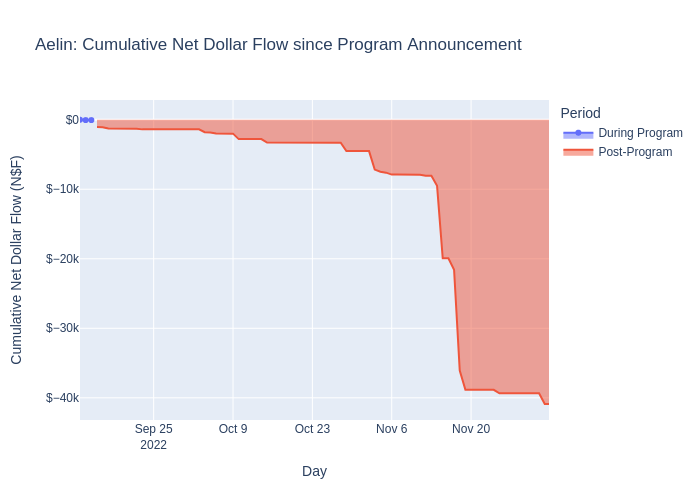 Aelin: Cumulative Net Dollar Flow since Program Announcement
Period
During Program
Post-Program
Cumulative Net Dollar Flow (N$F)
$0
$−10k
$−20k
$−30k
$−40k
Sep 25
2022
Oct 9
Oct 23
Nov 6
Nov 20
Day